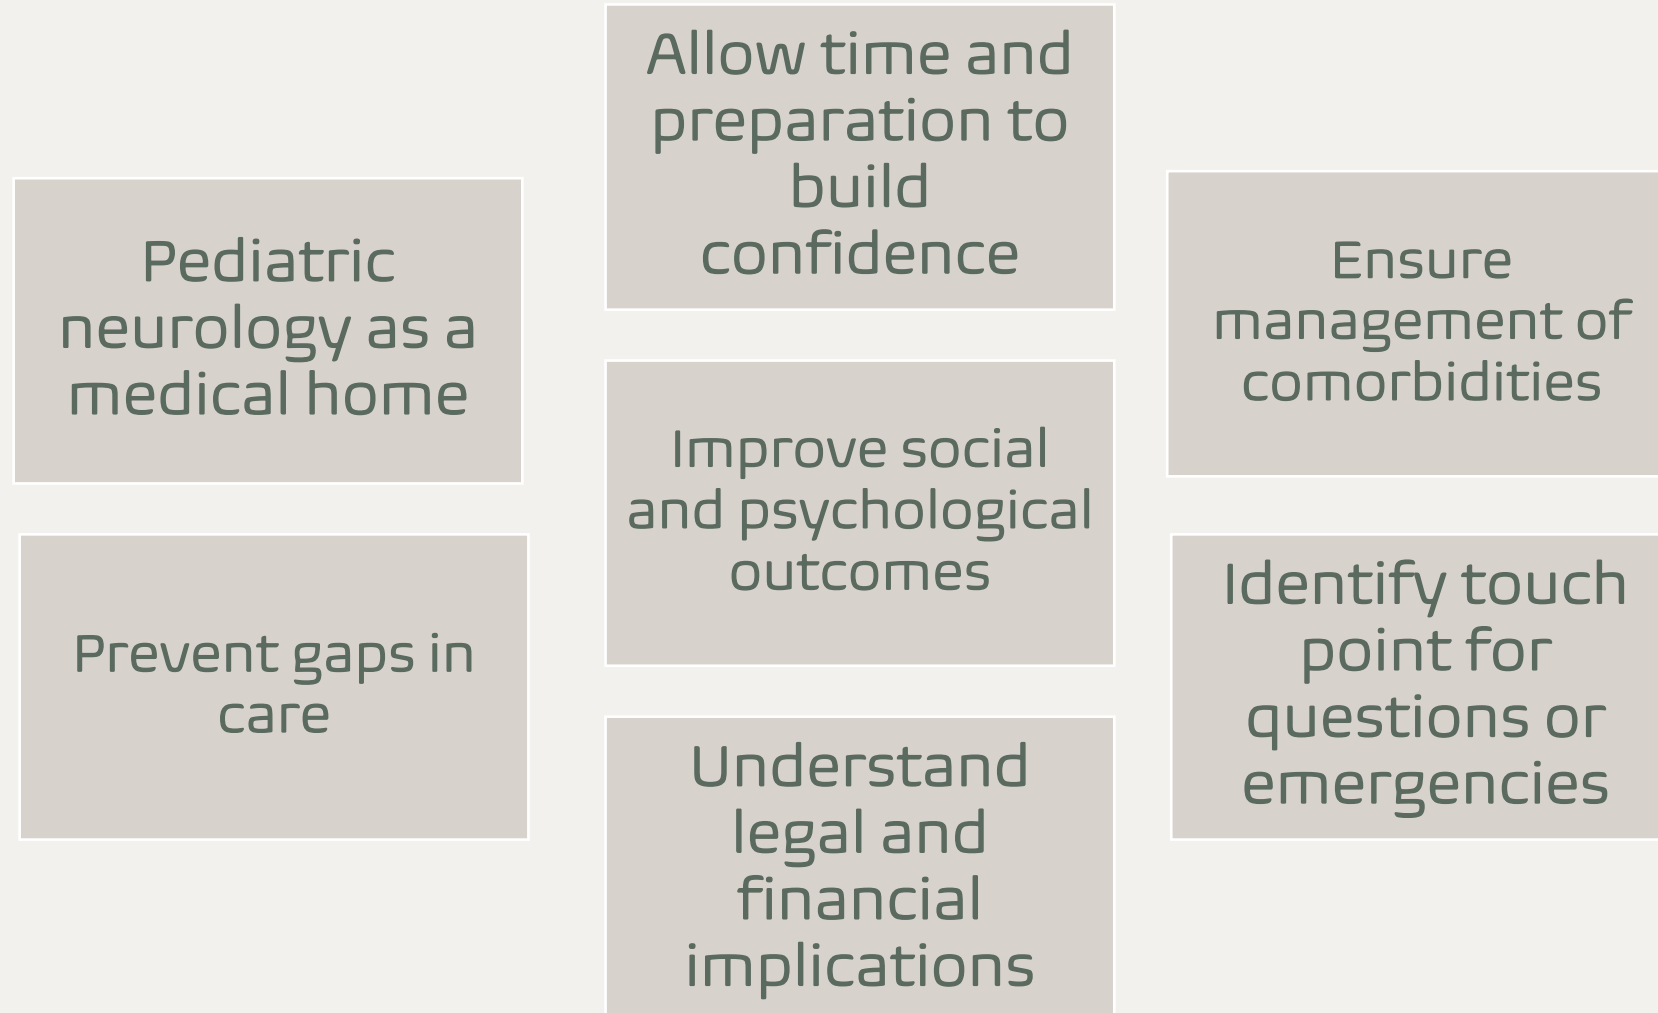 Pediatric
neurology as a
medical home
Prevent gaps in
care
Allow time and
preparation to
build
confidence
Improve social
and psychological
outcomes
Understand
legal and
financial
implications
Ensure
management of
comorbidities
Identify touch
point for
questions or
emergencies